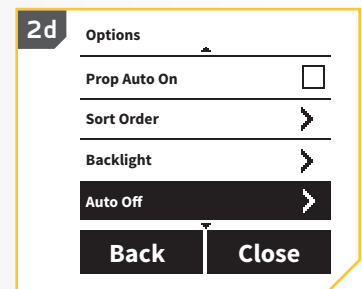 2d
Options
Prop Auto On
Sort Order
Backlight
Auto Off
Back Close